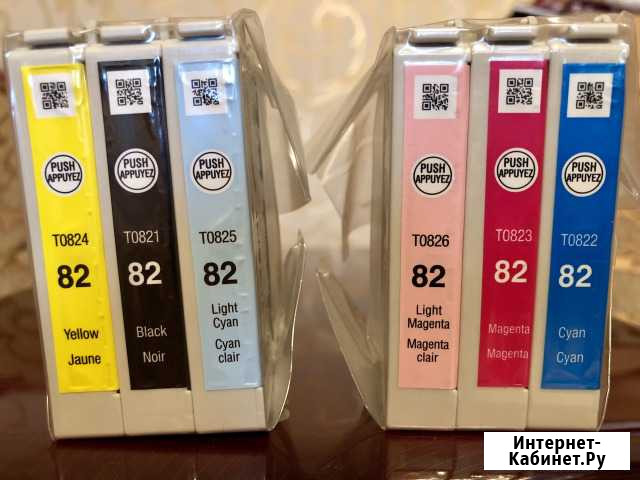 PUSH
APPUYEZ
T0824
82
Yellow
Jaune
PUSH
APPUYEZ
T0821
82
Black
Noir
PUSH
APPUYEZ
T0825
82
Light
Cyan
Cyan
clair
PUSH
APPUYEZ
T0826
82
Light
Magenta
Magenta
clair
PUSH
APPUYEZ
T0823
82
Magenta
Magenta
PUSH
APPUYEZ
T0822
82
Cyan
Cyan
Интернет-
Кабинет.Ру